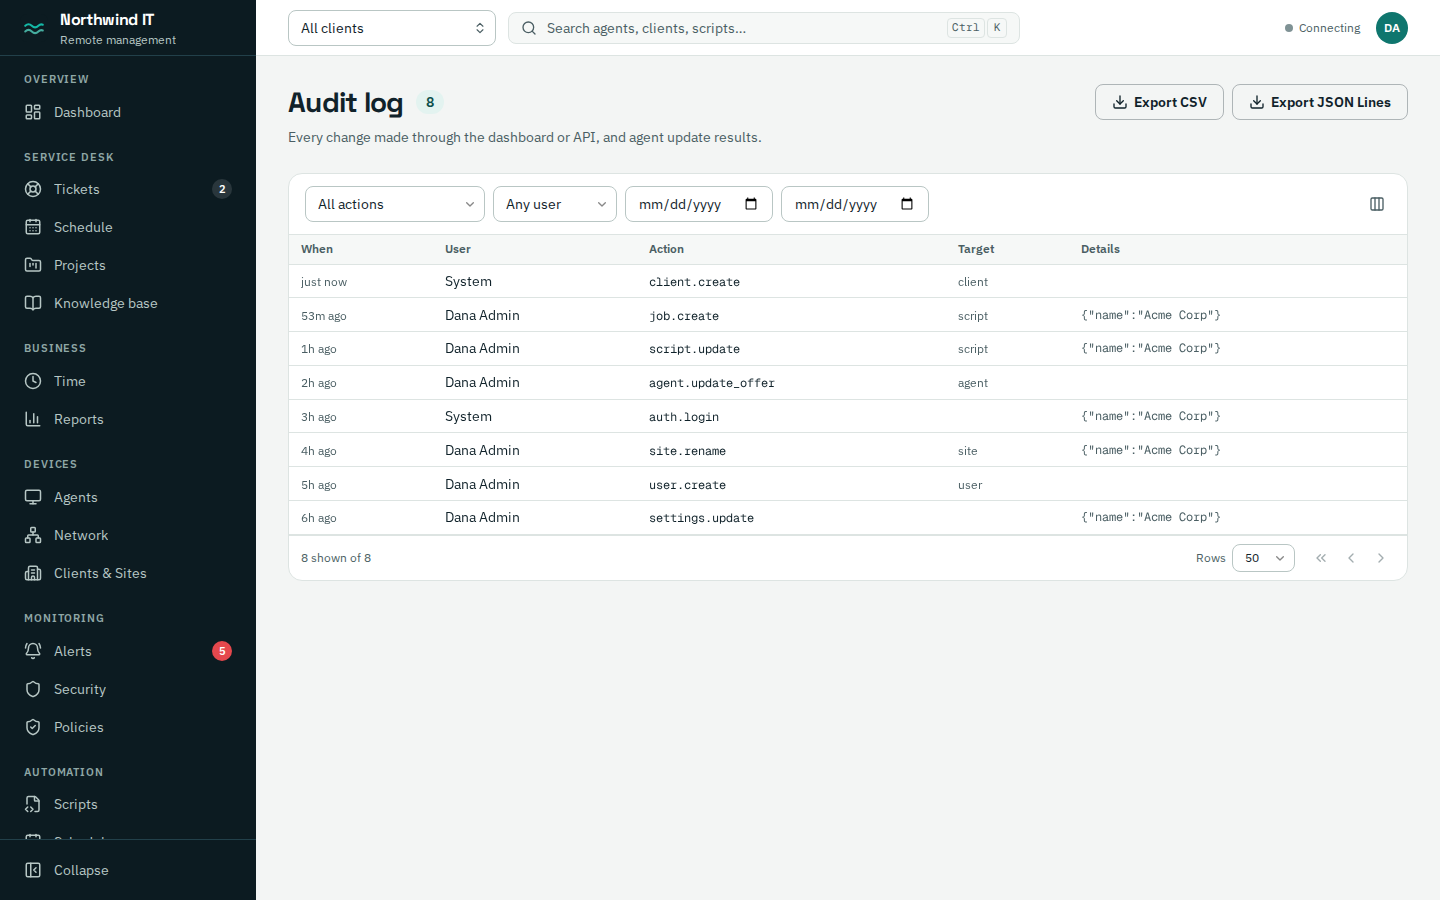 Northwind IT
Remote management
All clients
Search agents, clients, scripts...
Ctrl K
Connecting
DA
OVERVIEW
Dashboard
SERVICE DESK
Tickets 2
Schedule
Projects
Knowledge base
BUSINESS
Time
Reports
DEVICES
Agents
Network
Clients & Sites
MONITORING
Alerts 5
Security
Policies
AUTOMATION
Scripts
Collapse
Audit log 8
Export CSV
Export JSON Lines
Every change made through the dashboard or API, and agent update results.
All actions
Any user
mm/dd/yyyy
mm/dd/yyyy
When User Action Target Details
just now System client.create client
53m ago Dana Admin job.create script {"name":"Acme Corp"}
1h ago Dana Admin script.update script {"name":"Acme Corp"}
2h ago Dana Admin agent.update_offer agent
3h ago System auth.login {"name":"Acme Corp"}
4h ago Dana Admin site.rename site {"name":"Acme Corp"}
5h ago Dana Admin user.create user
6h ago Dana Admin settings.update {"name":"Acme Corp"}
8 shown of 8
Rows 50